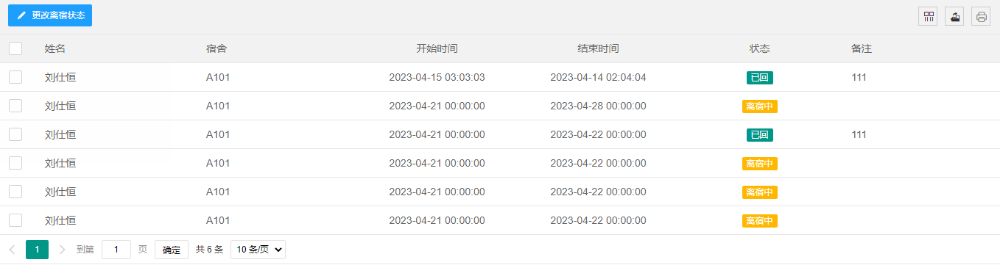 更改离宿状态
姓名 宿舍 开始时间 结束时间 状态 备注
刘仕恒 A101 2023-04-15 03:03:03 2023-04-14 02:04:04 已回 111
刘仕恒 A101 2023-04-21 00:00:00 2023-04-28 00:00:00 离宿中
刘仕恒 A101 2023-04-21 00:00:00 2023-04-22 00:00:00 已回 111
刘仕恒 A101 2023-04-21 00:00:00 2023-04-22 00:00:00 离宿中
刘仕恒 A101 2023-04-21 00:00:00 2023-04-22 00:00:00 离宿中
刘仕恒 A101 2023-04-21 00:00:00 2023-04-22 00:00:00 离宿中
1 到第 1 页 确定 共 6 条 10 条/页